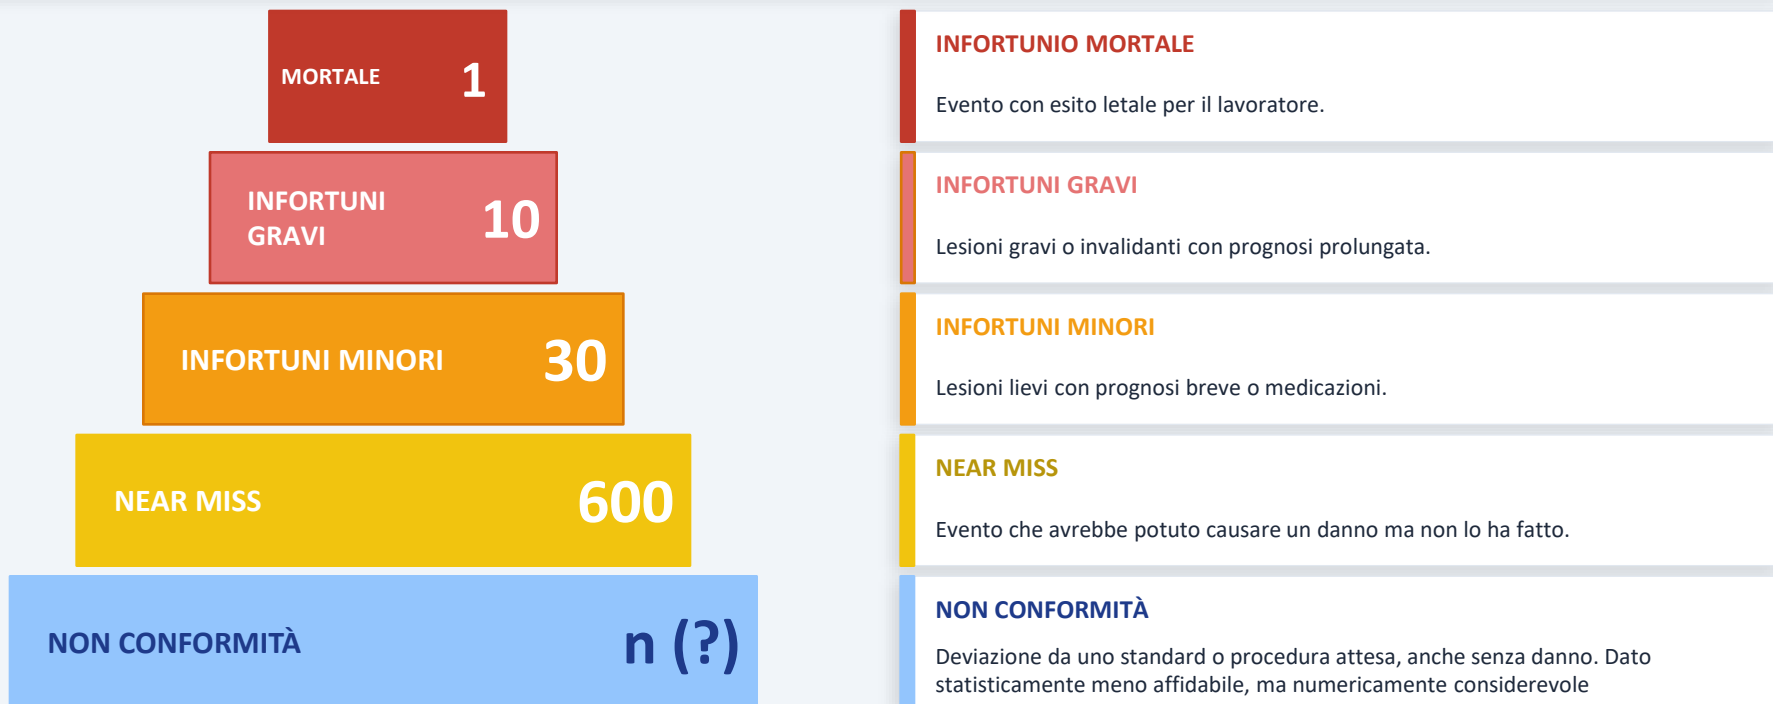 MORTALE 1
INFORTUNI
GRAVI
10
INFORTUNI MINORI 30
NEAR MISS 600
NON CONFORMITÀ n (?)
INFORTUNIO MORTALE
Evento con esito letale per il lavoratore.
INFORTUNI GRAVI
Lesioni gravi o invalidanti con prognosi prolungata.
INFORTUNI MINORI
Lesioni lievi con prognosi breve o medicazioni.
NEAR MISS
Evento che avrebbe potuto causare un danno ma non lo ha fatto.
NON CONFORMITÀ
Deviazione da uno standard o procedura attesa, anche senza danno. Dato
statisticamente meno affidabile, ma numericamente considerevole